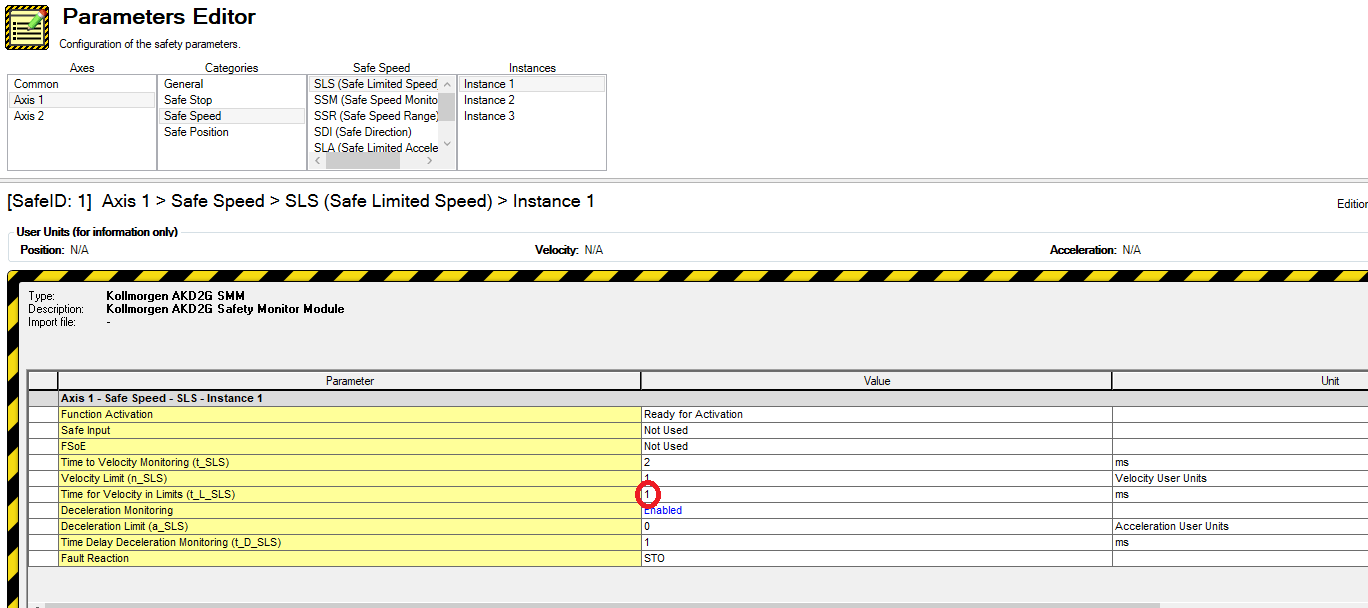 Parameters Editor
Configuration of the safety parameters.
Axes Categories Safe Speed Instances
Common General SLS (Safe Limited Speed Instance 1
Axis 1 Safe Stop SSM (Safe Speed Monito Instance 2
Axis 2 Safe Speed SSR (Safe Speed Range) Instance 3
Safe Position SDI (Safe Direction)
SLA (Safe Limited Accele
[SafeID: 1] Axis 1 > Safe Speed > SLS (Safe Limited Speed) > Instance 1 Edition
User Units (for information only)
Position: N/A Velocity: N/A Acceleration: N/A
Type: Kollmorgen AKD2G SMM
Description: Kollmorgen AKD2G Safety Monitor Module
Import file: -
Parameter Value Unit
Axis 1 - Safe Speed - SLS - Instance 1
Function Activation Ready for Activation
Safe Input Not Used
FSoE Not Used
Time to Velocity Monitoring (t_SLS) 2 ms
Velocity Limit (n_SLS) 1 Velocity User Units
Time for Velocity in Limits (t_L_SLS) 1 ms
Deceleration Monitoring Enabled
Deceleration Limit (a_SLS) 0 Acceleration User Units
Time Delay Deceleration Monitoring (t_D_SLS) 1 ms
Fault Reaction STO